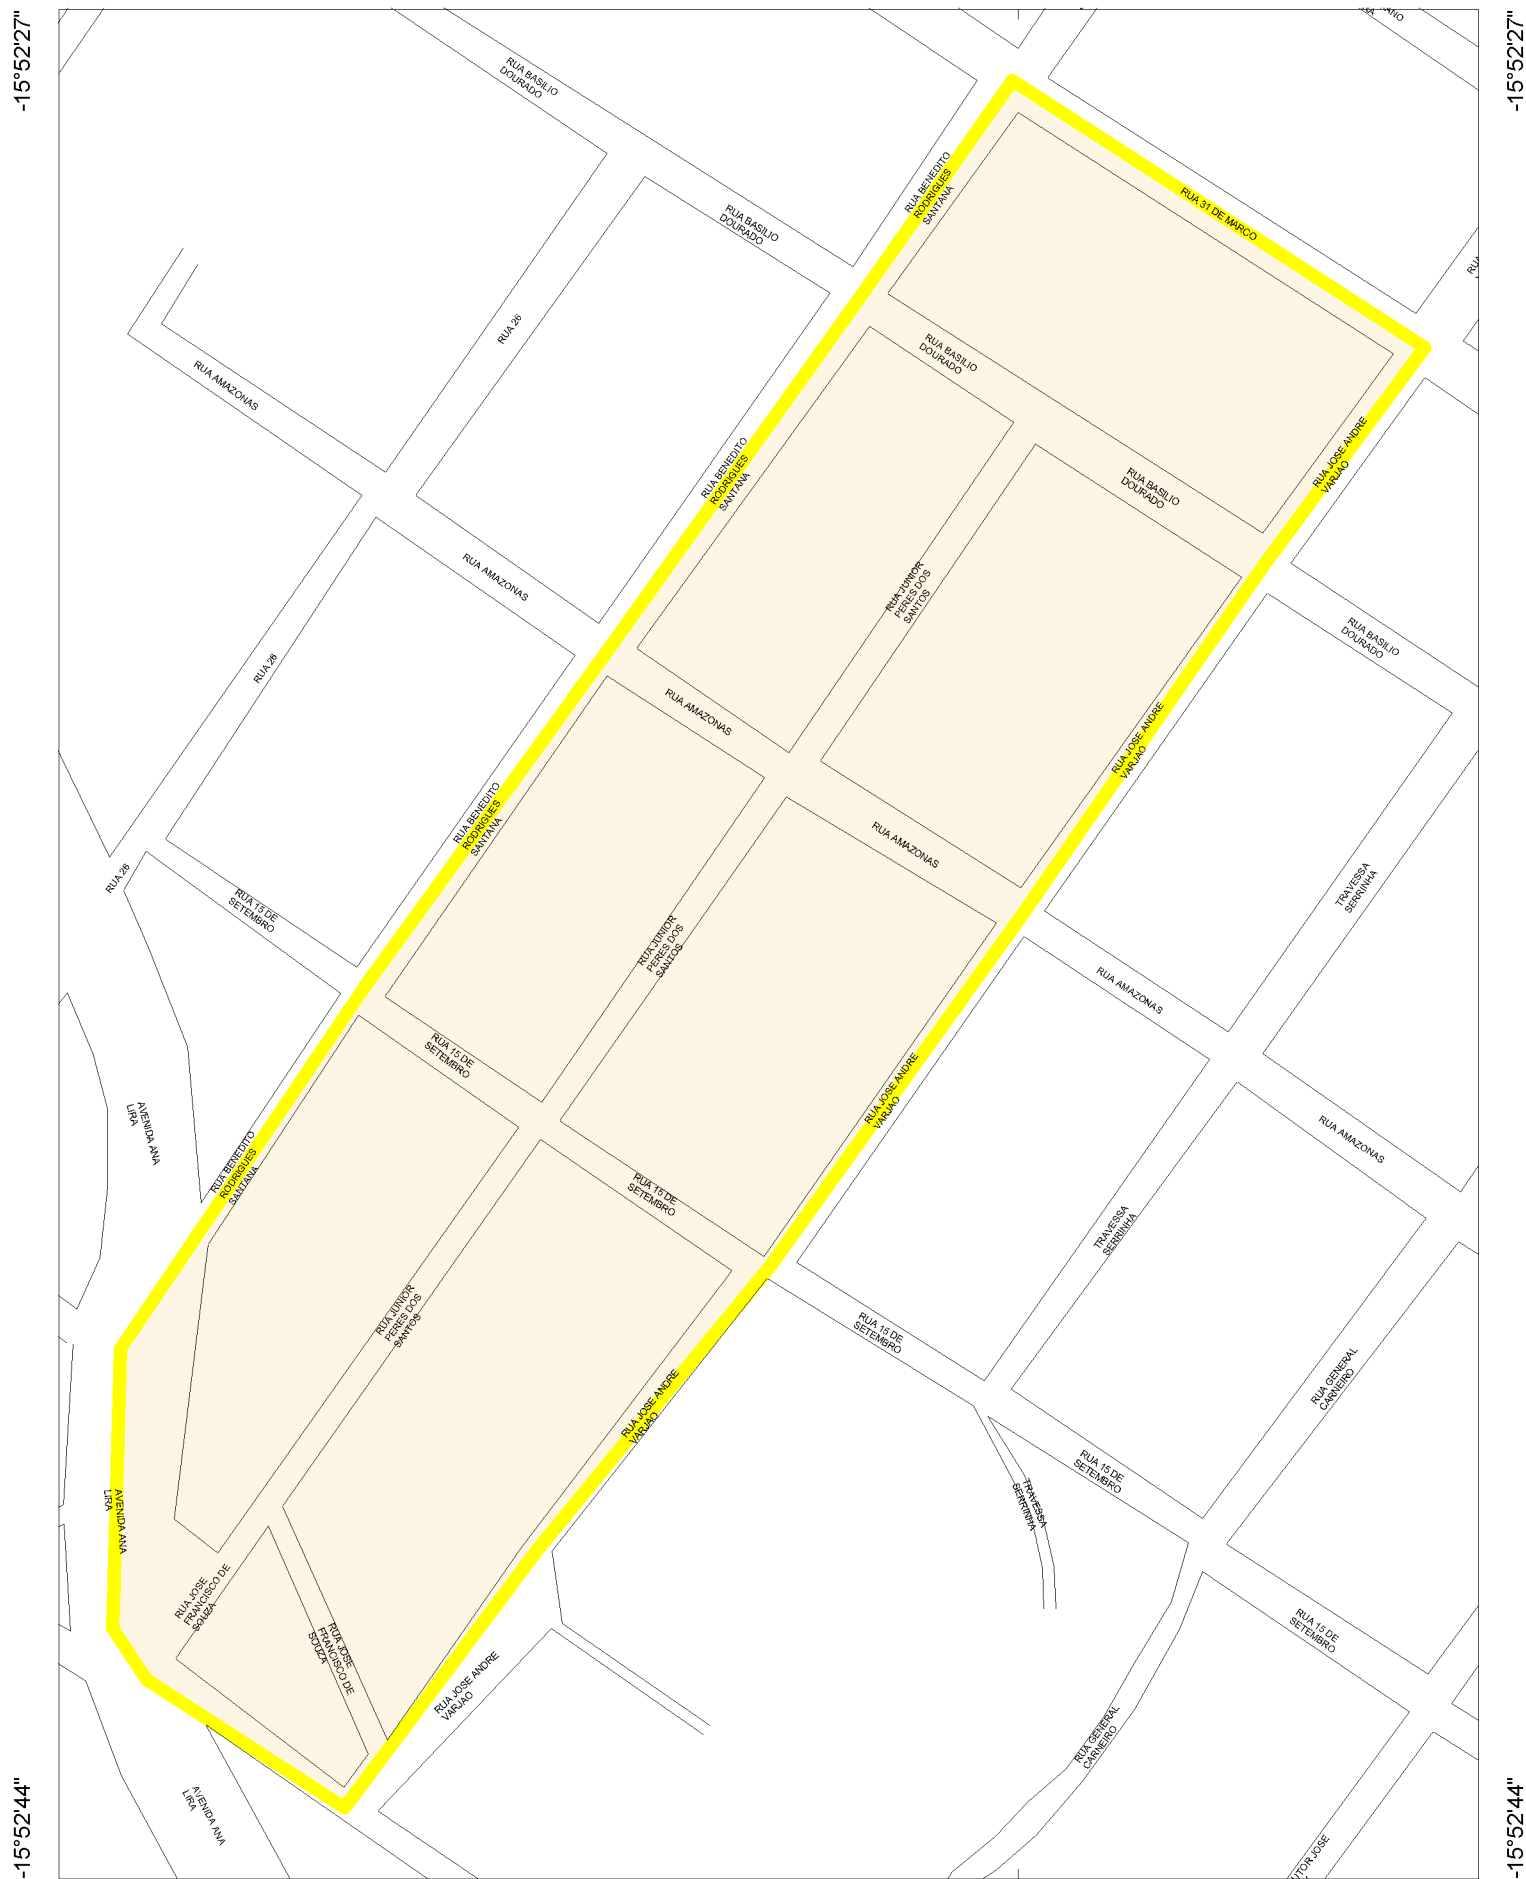 -15°52'27"
-15°52'27"
RUA BASILIO
DOURADO
RUA BENEDITO
RODRIGUES
SANTANA
RUA 31 DE MARCO
RUA BASILIO
DOURADO
RUA
RUA 26
RUA BASILIO
DOURADO
RUA AMAZONAS
RUA JOSE ANDRE
VARJAO
RUA BENEDITO
RODRIGUES
SANTANA
RUA BASILIO
DOURADO
RUA AMAZONAS
RUA JUNIOR
PERES DOS
SANTOS
RUA BASILIO
DOURADO
RUA 26
RUA AMAZONAS
RUA JOSE ANDRE
VARJAO
RUA BENEDITO
RODRIGUES
SANTANA
RUA AMAZONAS
RUA 26
TRAVESSA
SERRINHA
RUA 15 DE
SETEMBRO
RUA JUNIOR
PERES DOS
SANTOS
RUA AMAZONAS
RUA 15 DE
SETEMBRO
RUA JOSE ANDRE
VARJAO
AVENIDA ANA
LIRA
RUA AMAZONAS
RUA BENEDITO
RODRIGUES
SANTANA
RUA 15 DE
SETEMBRO
TRAVESSA
SERRINHA
RUA JUNIOR
PERES DOS
SANTOS
RUA 15 DE
SETEMBRO
RUA GENERAL
CARNEIRO
RUA JOSE ANDRE
VARJAO
RUA 15 DE
SETEMBRO
TRAVESSA
SERRINHA
AVENIDA ANA
LIRA
RUA JOSE
FRANCISCO DE
SOUZA
RUA 15 DE
SETEMBRO
RUA JOSE
FRANCISCO DE
SOUZA
RUA JOSE ANDRE
VARJAO
RUA GENERAL
CARNEIRO
AVENIDA ANA
LIRA
UTOR JOSE
-15°52'44"
-15°52'44"